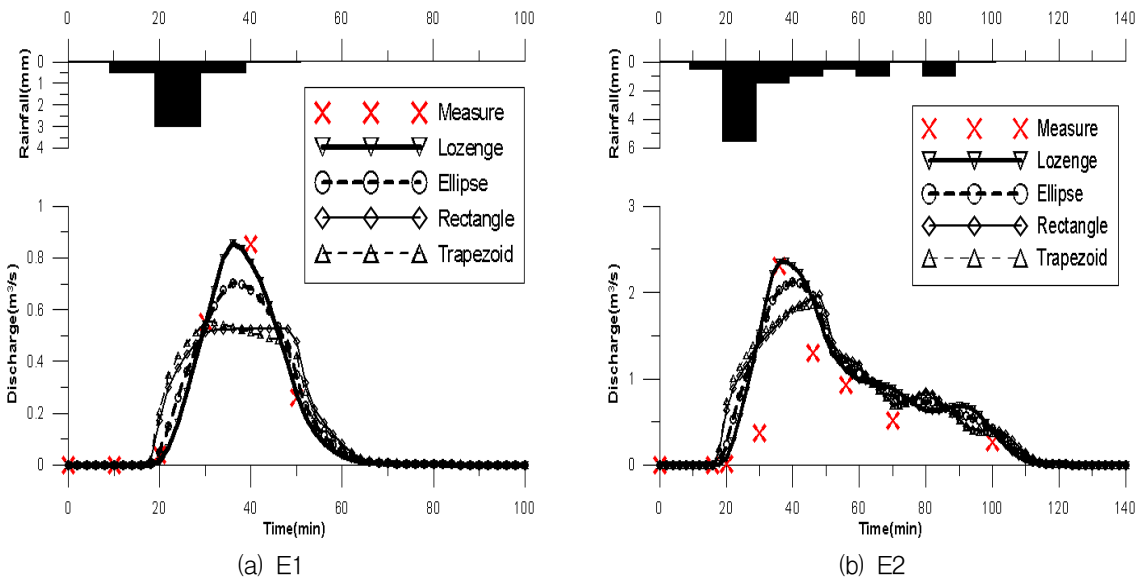 0 20 40 60 80 100
Rainfall(mm)
0
1
2
3
4
Measure
Lozenge
Ellipse
Rectangle
Trapezoid
Discharge(m³/s)
1
0.8
0.6
0.4
0.2
0
0 20 40 60 80 100
Time(min)
(a) E1
0 20 40 60 80 100 120 140
Rainfall(mm)
0
2
4
6
Measure
Lozenge
Ellipse
Rectangle
Trapezoid
Discharge(m³/s)
3
2
1
0
0 20 40 60 80 100 120 140
Time(min)
(b) E2